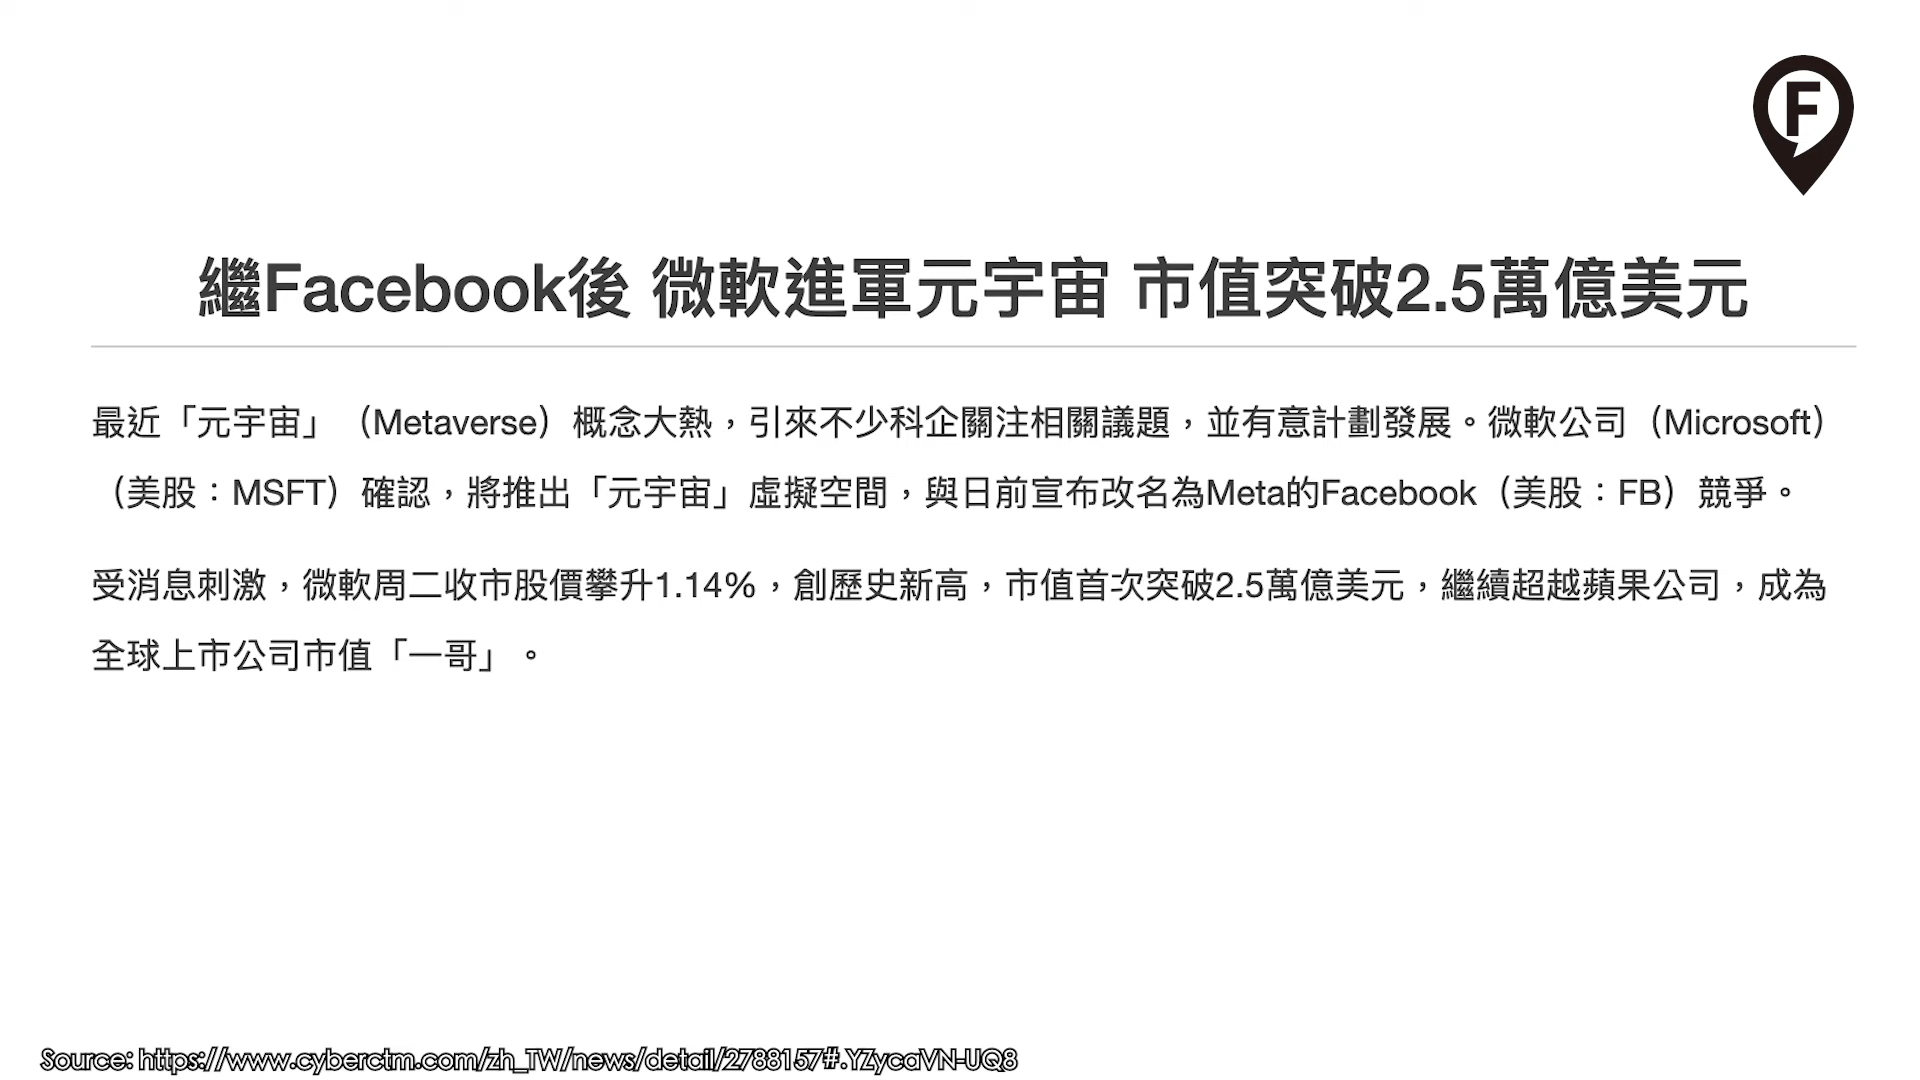 F
繼Facebook後 微軟進軍元宇宙 市值突破2.5萬億美元
最近「元宇宙」（Metaverse）概念大熱，引來不少科企關注相關議題，並有意計劃發展。微軟公司（Microsoft）
（美股：MSFT）確認，將推出「元宇宙」虛擬空間，與日前宣布改名為Meta的Facebook（美股：FB）競爭。
受消息刺激，微軟周二收市股價攀升1.14%，創歷史新高，市值首次突破2.5萬億美元，繼續超越蘋果公司，成為
全球上市公司市值「一哥」。
Source: https://www.cyberctm.com/zh_TW/news/detail/2788157#.YZycaVN-UQ8